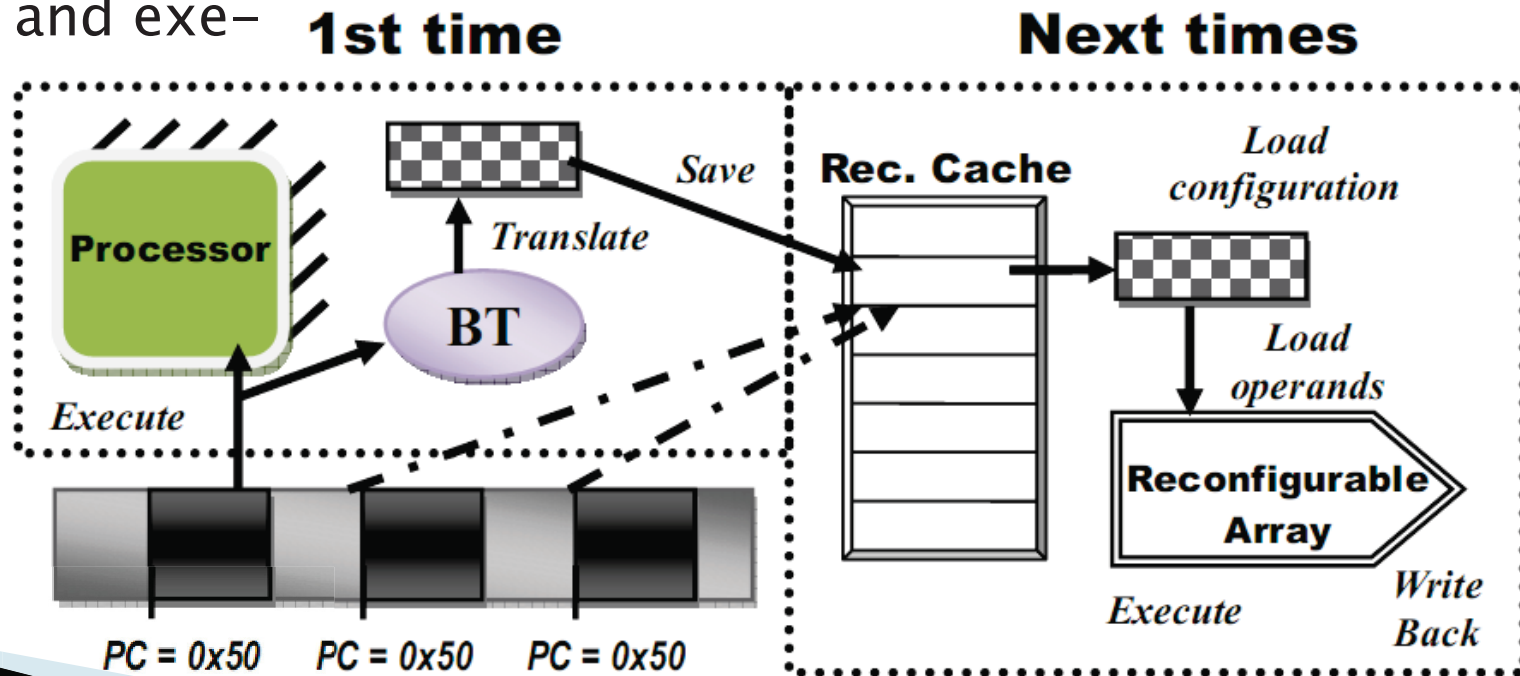 and exe–
1st time
Next times
Processor
Translate
BT
Execute
Save
Rec. Cache
Load
configuration
Load
operands
Reconfigurable
Array
Execute
Write
Back
PC = 0x50
PC = 0x50
PC = 0x50